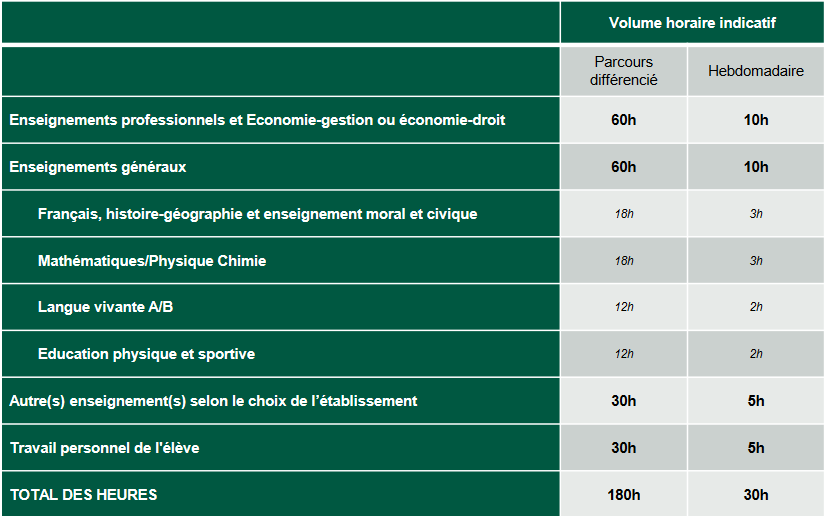 Volume horaire indicatif
Parcours
différencié
Hebdomadaire
Enseignements professionnels et Economie-gestion ou économie-droit 60h 10h
Enseignements généraux 60h 10h
Français, histoire-géographie et enseignement moral et civique 18h 3h
Mathématiques/Physique Chimie 18h 3h
Langue vivante A/B 12h 2h
Education physique et sportive 12h 2h
Autre(s) enseignement(s) selon le choix de l’établissement 30h 5h
Travail personnel de l'élève 30h 5h
TOTAL DES HEURES 180h 30h